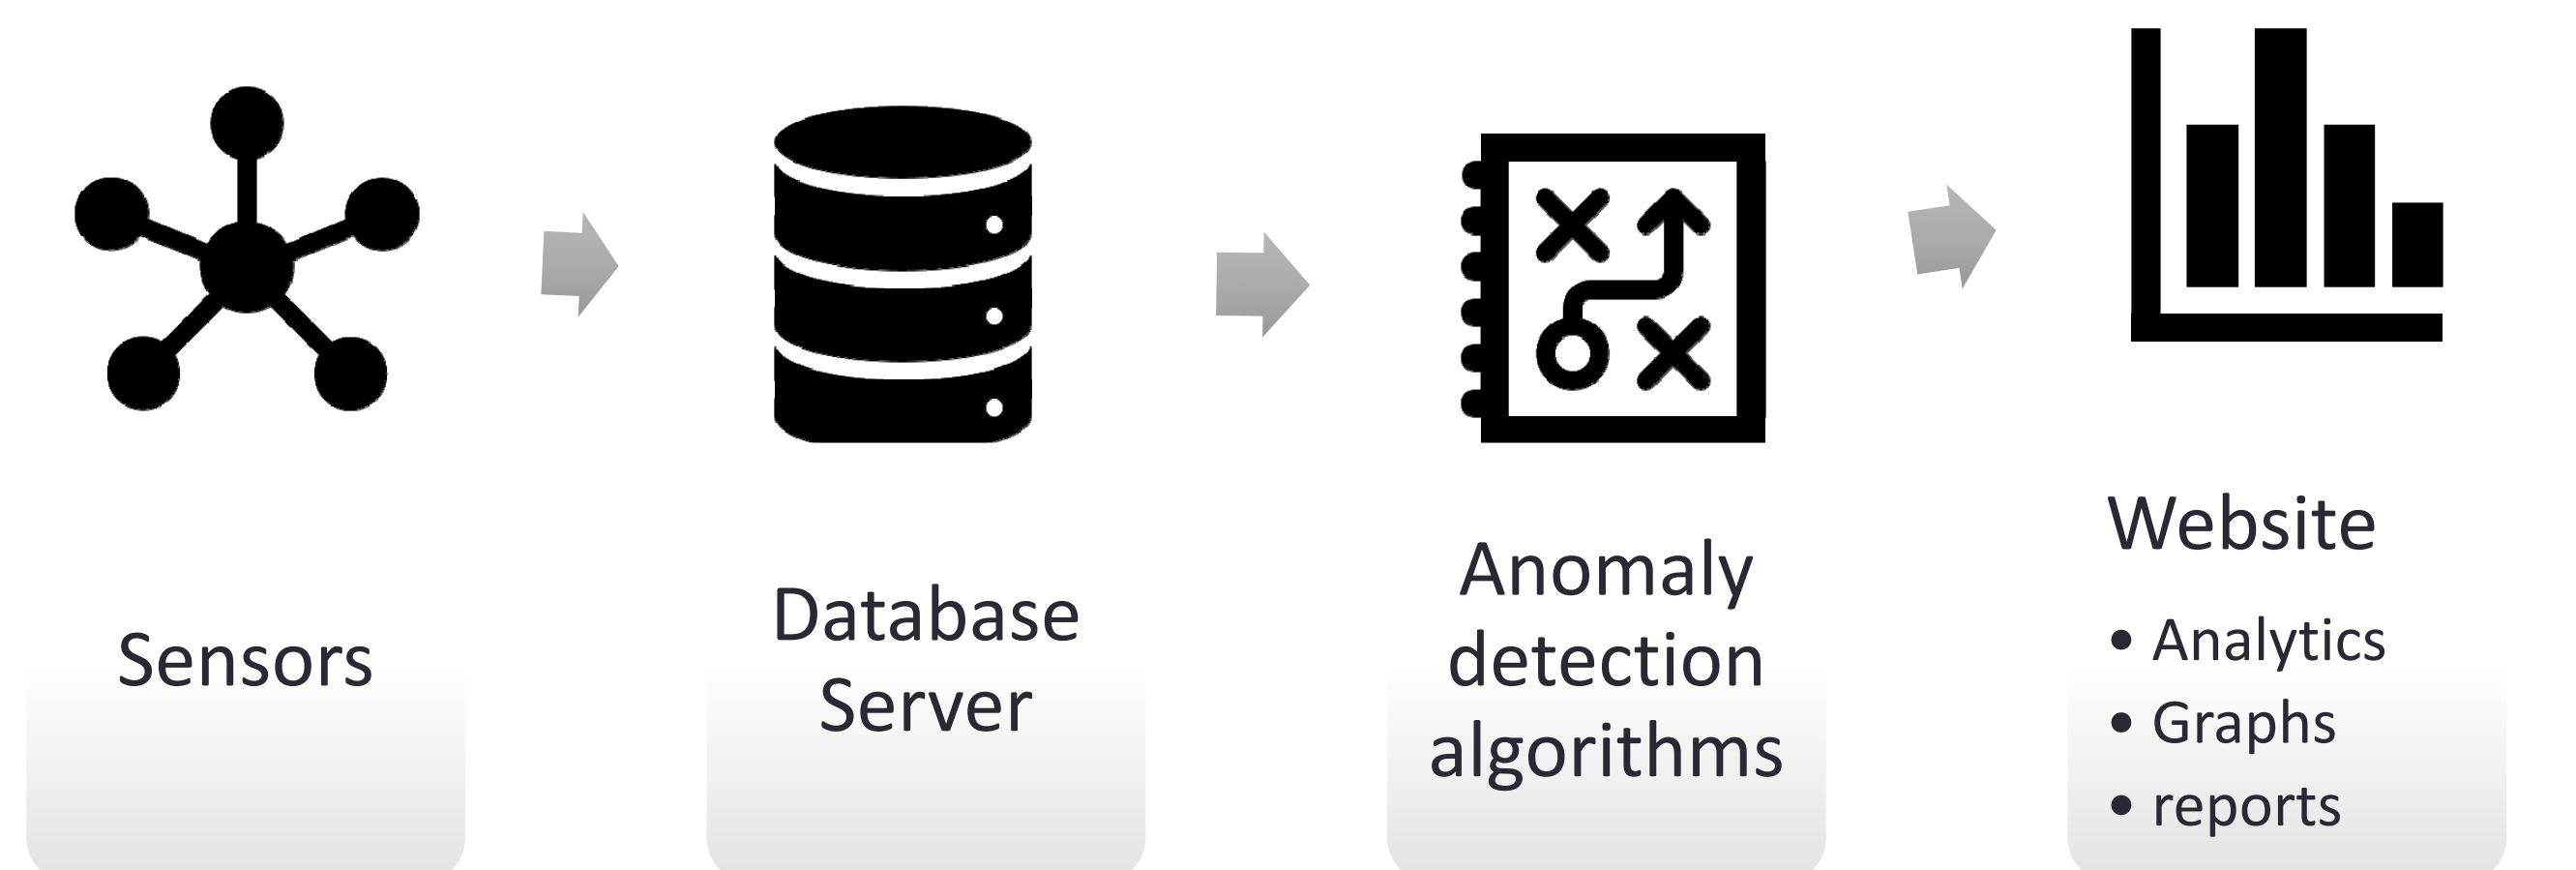 Sensors
Database
Server
Anomaly
detection
algorithms
Website
• Analytics
• Graphs
• reports